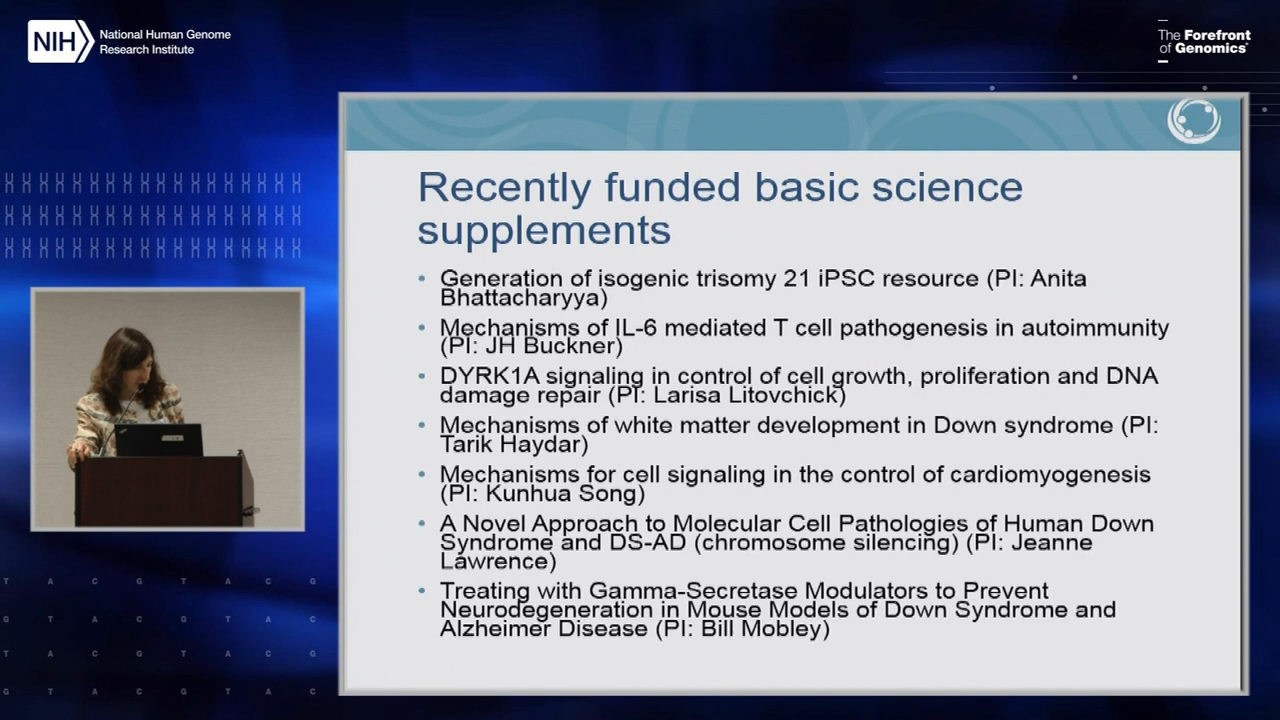 NIH
National Human Genome
Research Institute
The Forefront
of Genomics®
Recently funded basic science
supplements
• Generation of isogenic trisomy 21 iPSC resource (PI: Anita
Bhattacharyya)
• Mechanisms of IL-6 mediated T cell pathogenesis in autoimmunity
(PI: JH Buckner)
• DYRK1A signaling in control of cell growth, proliferation and DNA
damage repair (PI: Larisa Litovchick)
• Mechanisms of white matter development in Down syndrome (PI:
Tarik Haydar)
• Mechanisms for cell signaling in the control of cardiomyogenesis
(PI: Kunhua Song)
• A Novel Approach to Molecular Cell Pathologies of Human Down
Syndrome and DS-AD (chromosome silencing) (PI: Jeanne
Lawrence)
• Treating with Gamma-Secretase Modulators to Prevent
Neurodegeneration in Mouse Models of Down Syndrome and
Alzheimer Disease (PI: Bill Mobley)
T A C G T A C G
G T A C G T A C
T A C G T A C G
G T A C G T A C